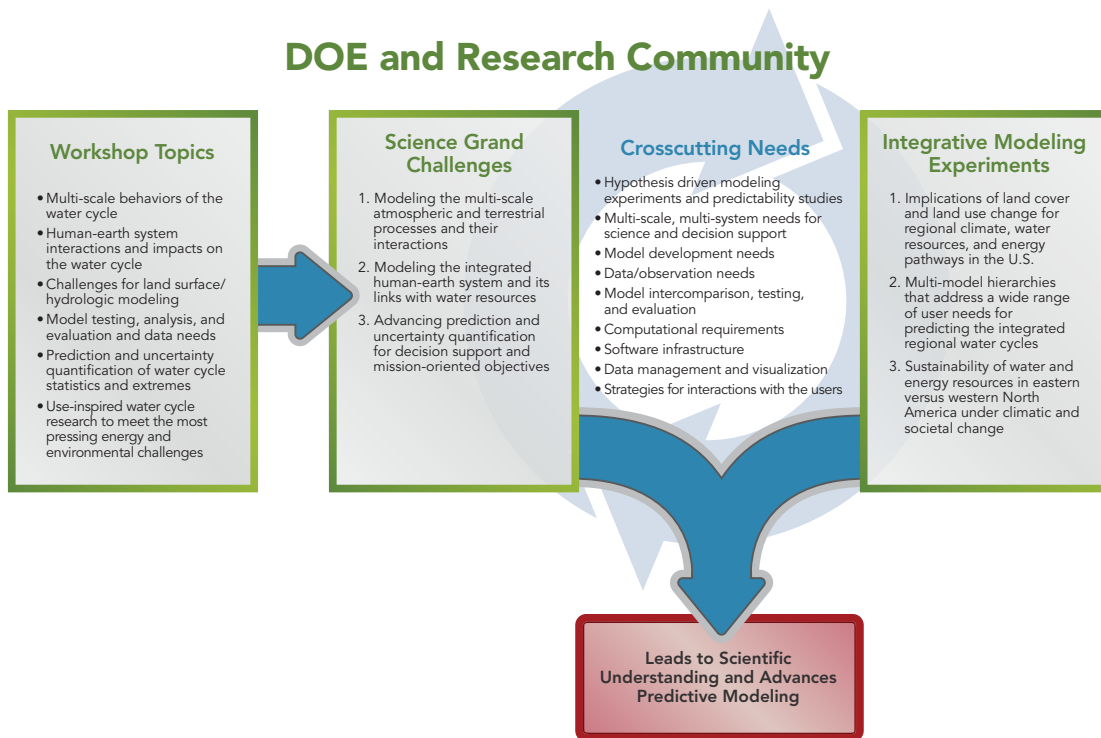 DOE and Research Community
Workshop Topics
• Multi-scale behaviors of the
water cycle
• Human-earth system
interactions and impacts on
the water cycle
• Challenges for land surface/
hydrologic modeling
• Model testing, analysis, and
evaluation and data needs
• Prediction and uncertainty
quantification of water cycle
statistics and extremes
• Use-inspired water cycle
research to meet the most
pressing energy and
environmental challenges
Science Grand
Challenges
1. Modeling the multi-scale
atmospheric and terrestrial
processes and their
interactions
2. Modeling the integrated
human-earth system and its
links with water resources
3. Advancing prediction and
uncertainty quantification
for decision support and
mission-oriented objectives
Crosscutting Needs
• Hypothesis driven modeling
experiments and predictability studies
• Multi-scale, multi-system needs for
science and decision support
• Model development needs
• Data/observation needs
• Model intercomparison, testing,
and evaluation
• Computational requirements
• Software infrastructure
• Data management and visualization
• Strategies for interactions with the users
Integrative Modeling
Experiments
1. Implications of land cover
and land use change for
regional climate, water
resources, and energy
pathways in the U.S.
2. Multi-model hierarchies
that address a wide range
of user needs for
predicting the integrated
regional water cycles
3. Sustainability of water and
energy resources in eastern
versus western North
America under climatic and
societal change
Leads to Scientific
Understanding and Advances
Predictive Modeling